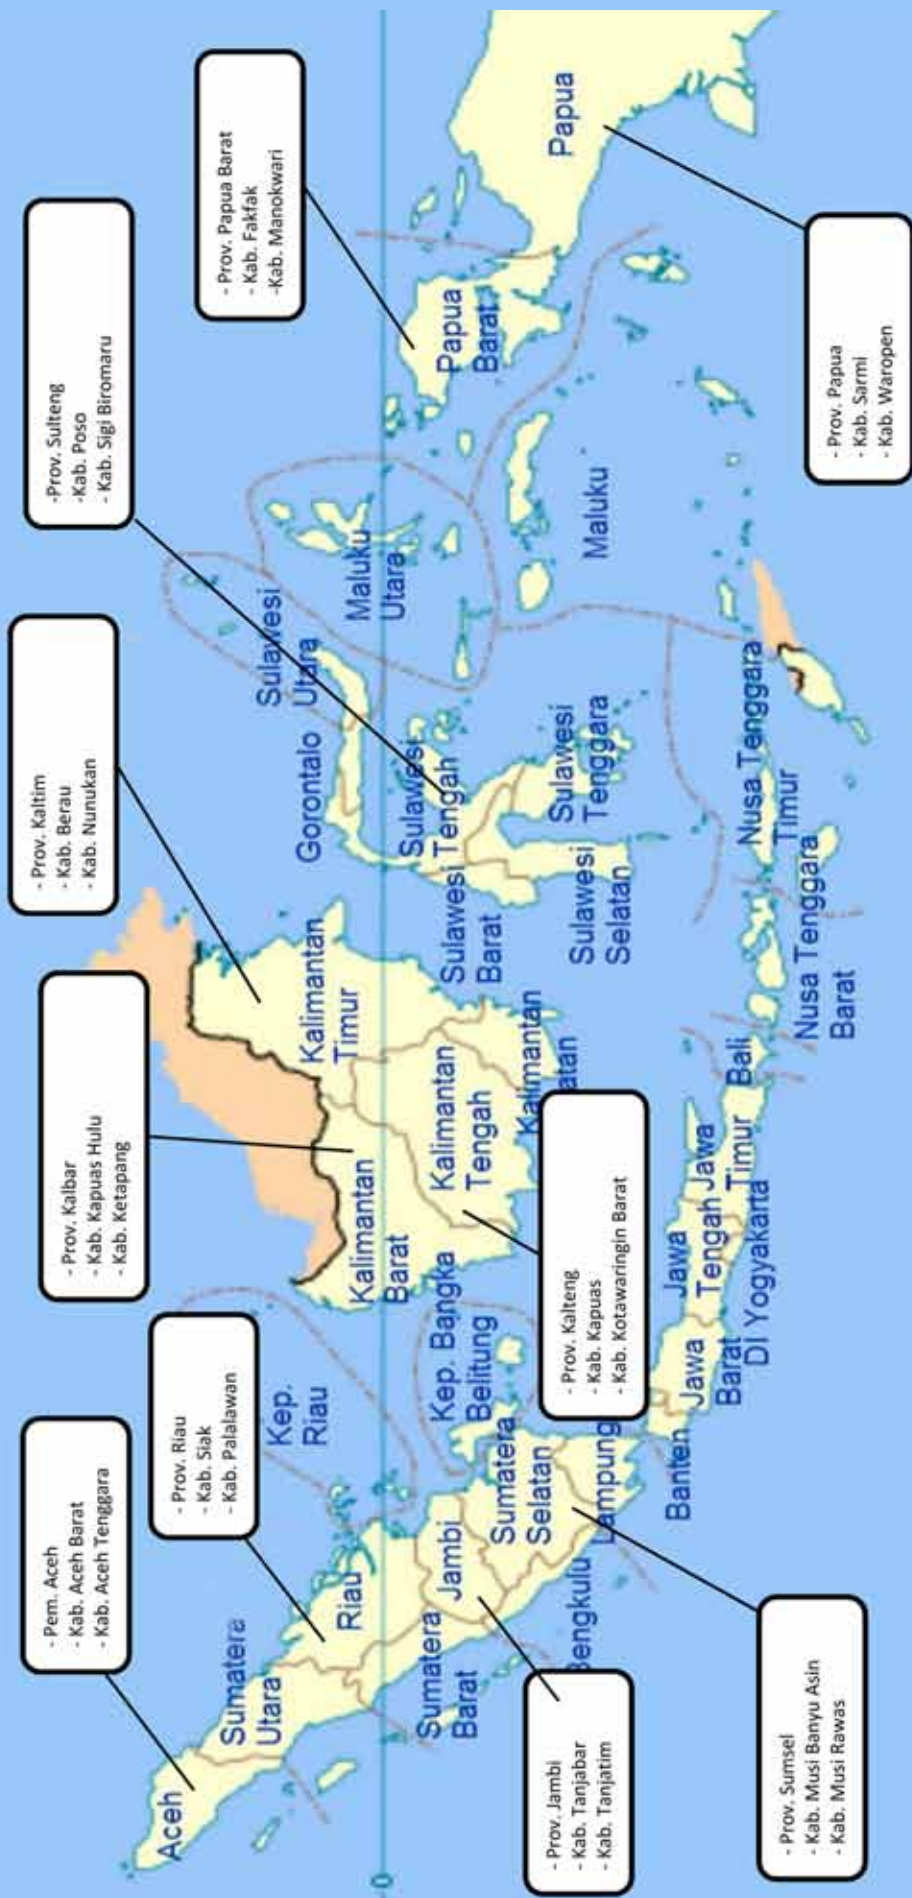 - Pem. Aceh
- Kab. Aceh Barat
- Kab. Aceh Tenggara
- Prov. Riau
- Kab. Siak
- Kab. Palalawan
- Prov. Kalbar
- Kab. Kapuas Hulu
- Kab. Ketapang
- Prov. Kaltim
- Kab. Berau
- Kab. Nunukan
-Prov. Sulteng
-Kab. Poso
- Kab. Sigi Biromaru
- Prov. Papua Barat
- Kab. Fakfak
-Kab. Manokwari
Aceh
Sumatera
Utara
Riau
Kep.
Riau
Sumatera
Barat
Jambi
Kep. Bangka
Belitung
Sumatera
Selatan
Bengkulu
Lampung
Kalimantan
Barat
Kalimantan
Tengah
Kalimantan
Timur
Kalimantan
atan
Gorontalo
Sulawesi
Utara
Sulawesi
Tengah
Sulawesi
Barat
Sulawesi
Selatan
Sulawesi
Tenggara
Maluku
Utara
Maluku
Papua
Barat
Papua
Banten
Jawa
Barat
Jawa
Tengah
DI Yogyakarta
Jawa
Timur
Bali
Nusa Tenggara
Barat
Nusa Tenggara
Timur
0
- Prov. Jambi
- Kab. Tanjabar
- Kab. Tanjatim
- Prov. Sumsel
- Kab. Musi Banyu Asin
- Kab. Musi Rawas
- Prov. Kalteng
- Kab. Kapuas
- Kab. Kotawaringin Barat
- Prov. Papua
- Kab. Sarmi
- Kab. Waropen